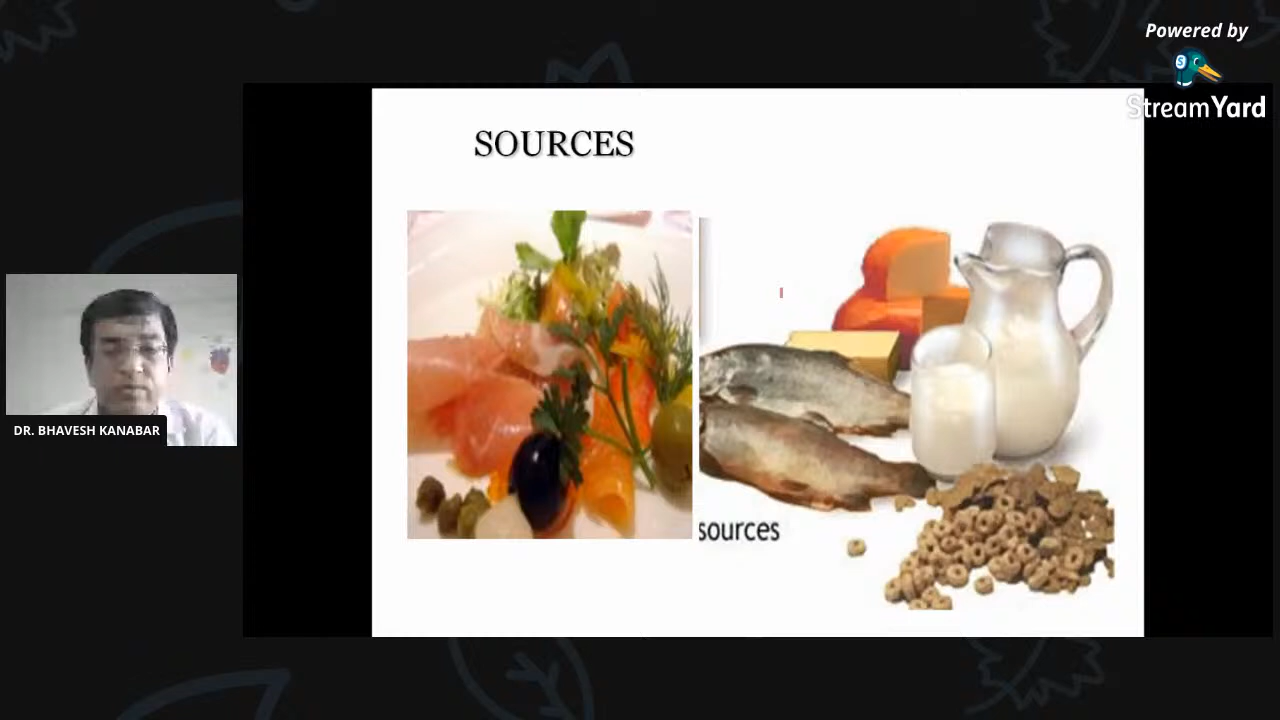 Powered by
StreamYard
SOURCES
sources
DR. BHAVESH KANABAR